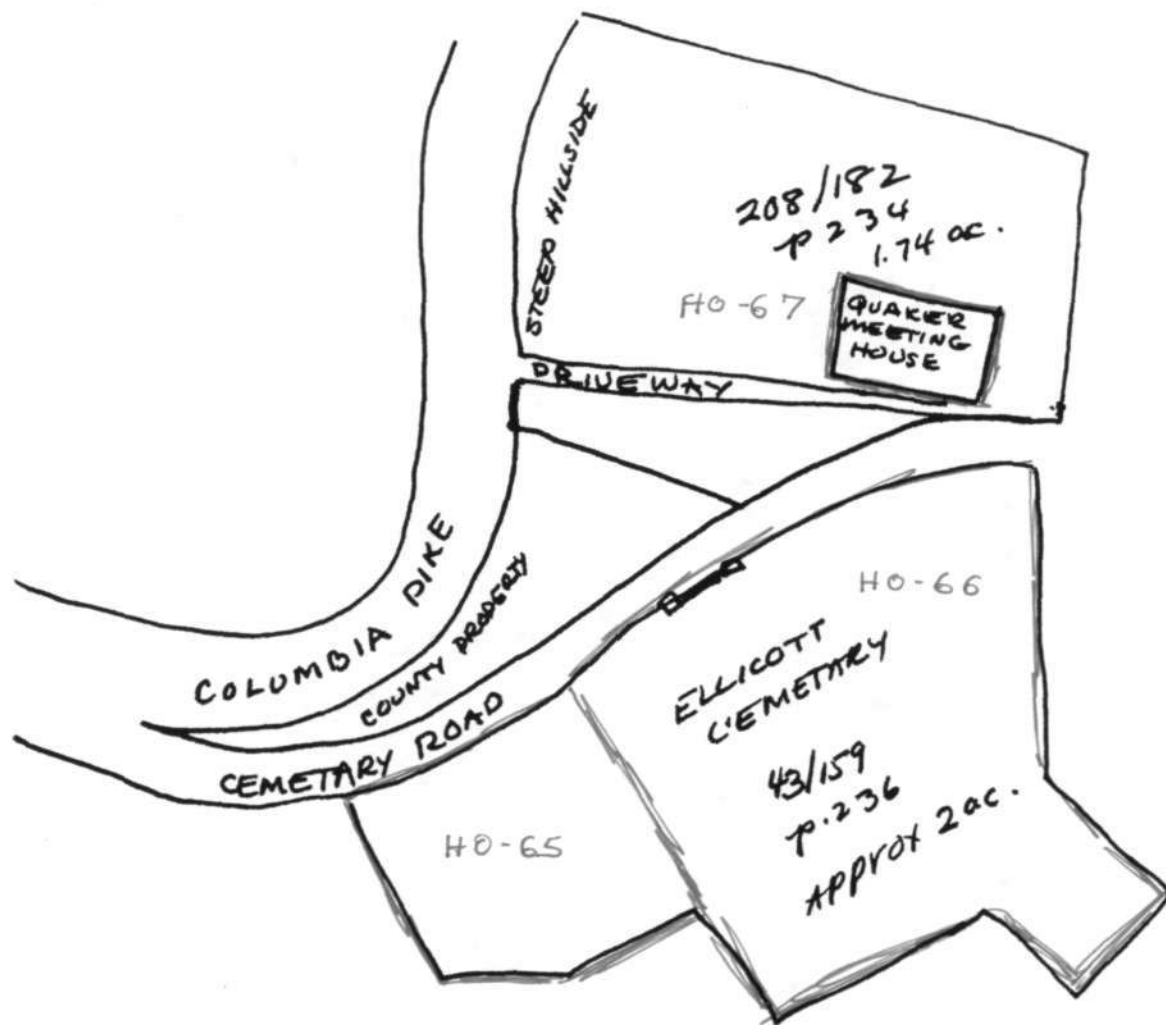 STEEP HILLSIDE
208/182
p 234
1.74 ac.
HO-67
QUAKER
MEETING
HOUSE
DRIVEWAY
COLUMBIA PIKE
COUNTY PROPERTY
CEMETARY ROAD
HO-66
ELLICOTT
CEMETARY
43/159
p.236
APPROX 2 ac.
HO-65